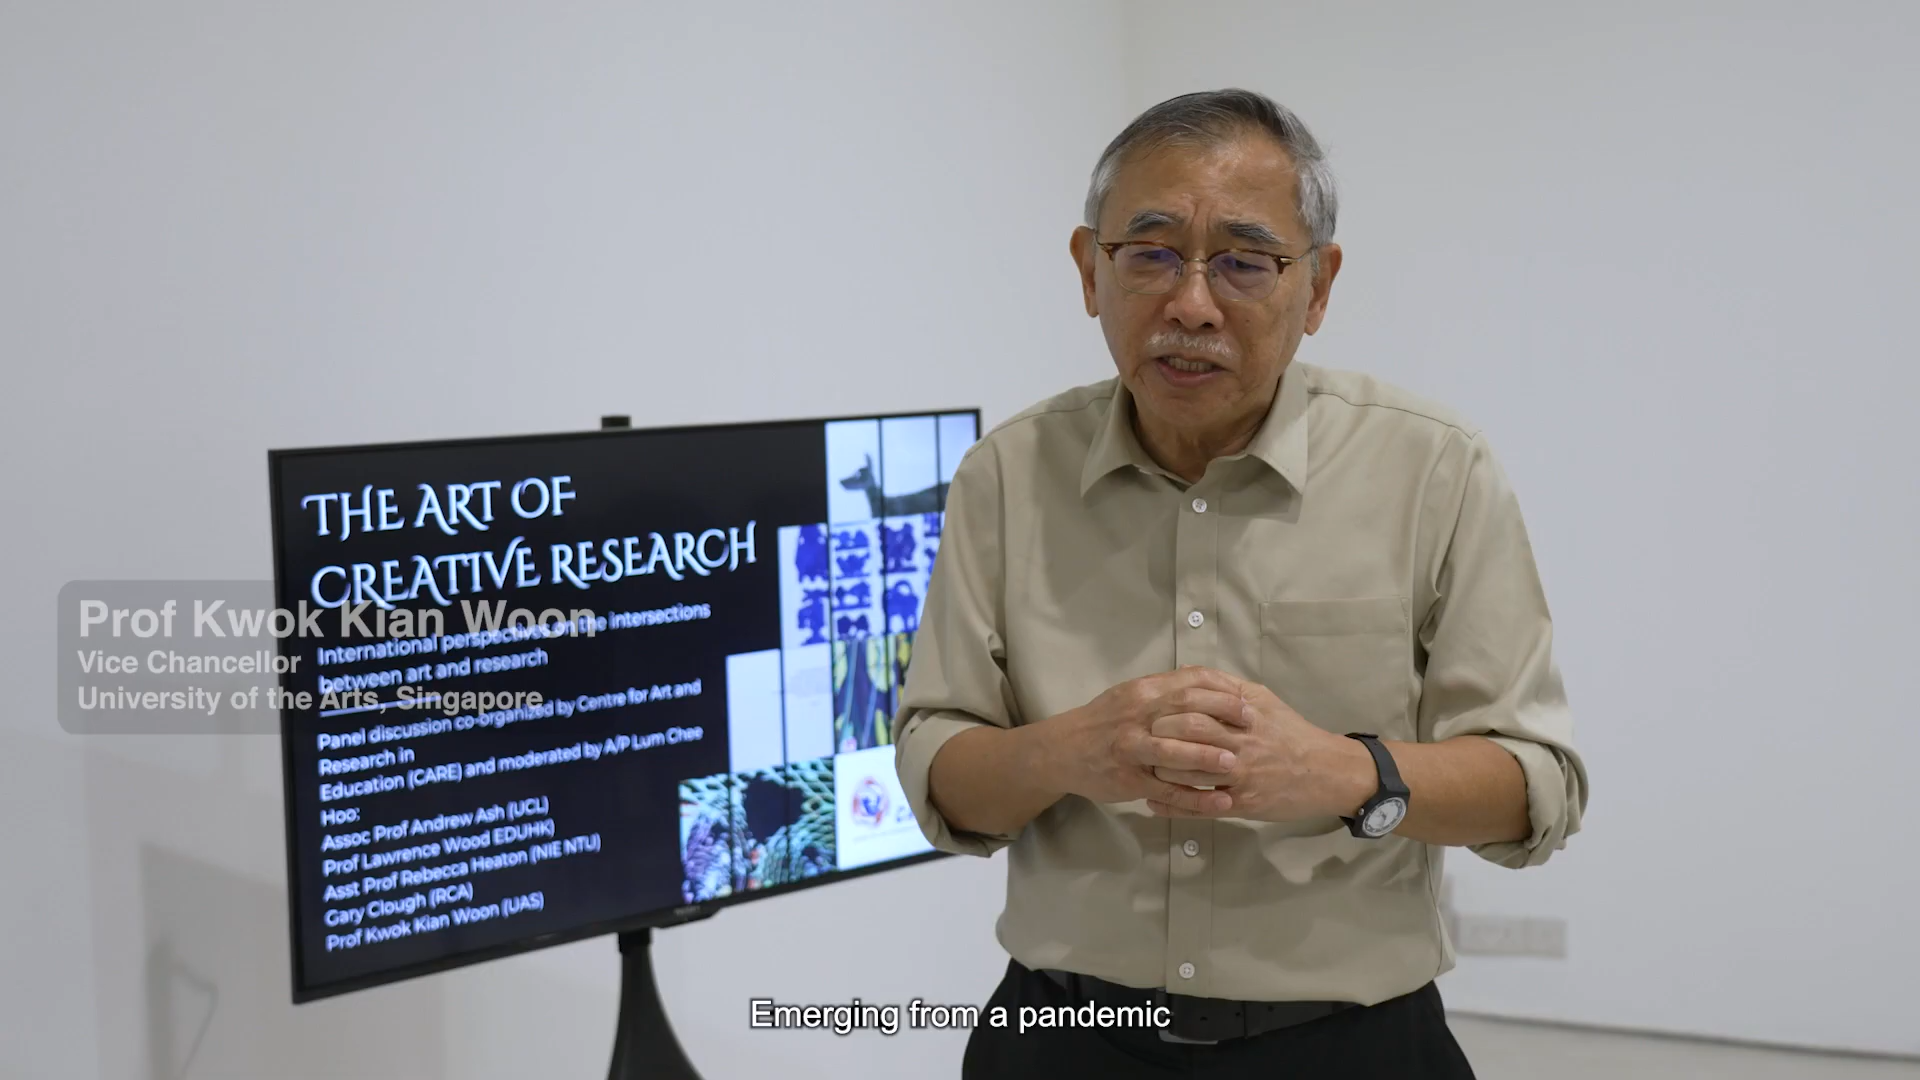 THE ART OF
CREATIVE RESEARCH
International perspectives on the intersections
between art and research
Panel discussion co-organized by Centre for Art and
Research in
Education (CARE) and moderated by A/P Lum Chee
Hoo:
Assoc Prof Andrew Ash (UCL)
Prof Lawrence Wood EDUHK)
Asst Prof Rebecca Heaton (NIE NTU)
Gary Clough (RCA)
Prof Kwok Kian Woon (UAS)
Prof Kwok Kian Woon
Vice Chancellor
University of the Arts, Singapore
Emerging from a pandemic